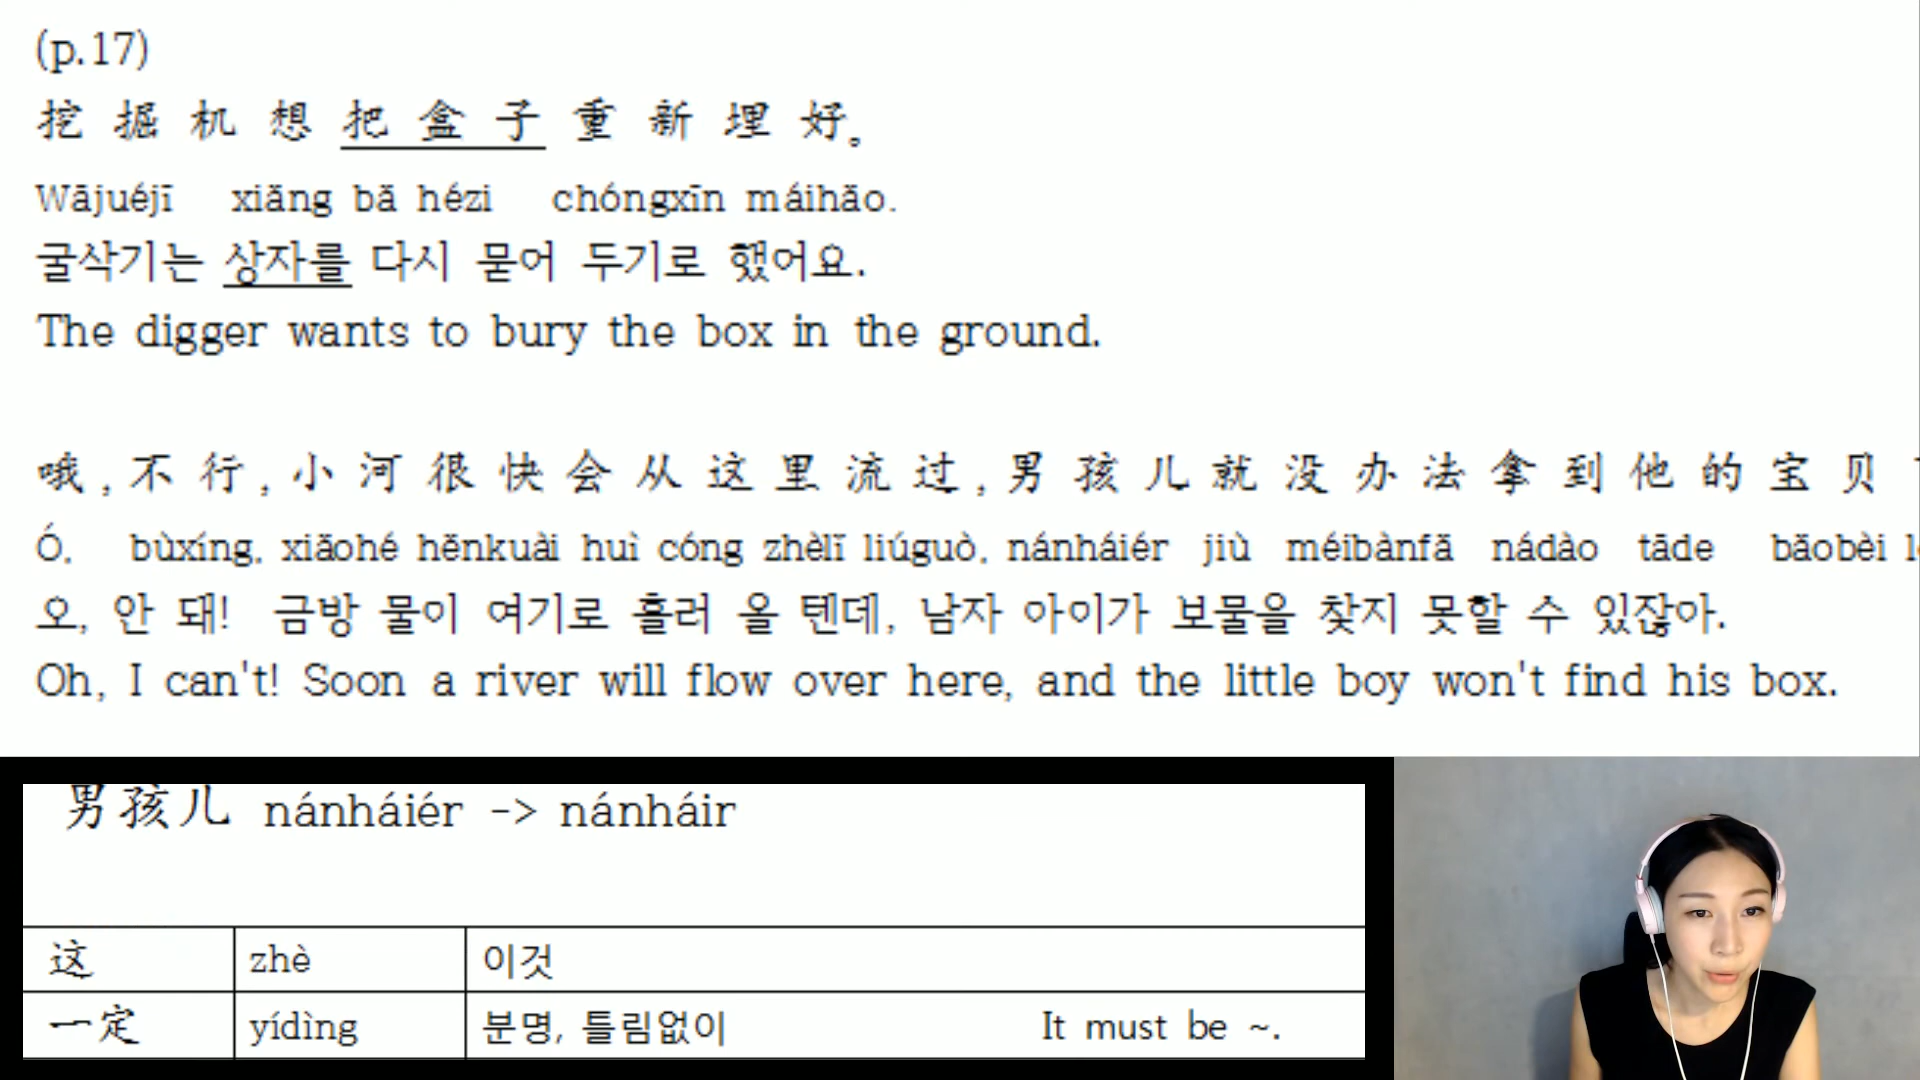 (p.17)
挖掘机想把盒子重新埋好。
Wājuéjī xiǎng bǎ hézi chóngxīn máihǎo.
굴삭기는 상자를 다시 묻어 두기로 했어요.
The digger wants to bury the box in the ground.
哦,不行,小河很快会从这里流过,男孩儿就没办法拿到他的宝贝
Ó, bùxíng, xiǎohé hěnkuài huì cóng zhèlǐ liúguò, nánháiér jiù méibànfǎ nádào tāde bǎobèi
오, 안 돼! 금방 물이 여기로 흘러 올 텐데, 남자 아이가 보물을 찾지 못할 수 있잖아.
Oh, I can't! Soon a river will flow over here, and the little boy won't find his box.
男孩儿 nánháiér -> nánháir
这 zhè 이것
一定 yídìng 분명, 틀림없이 It must be ~.